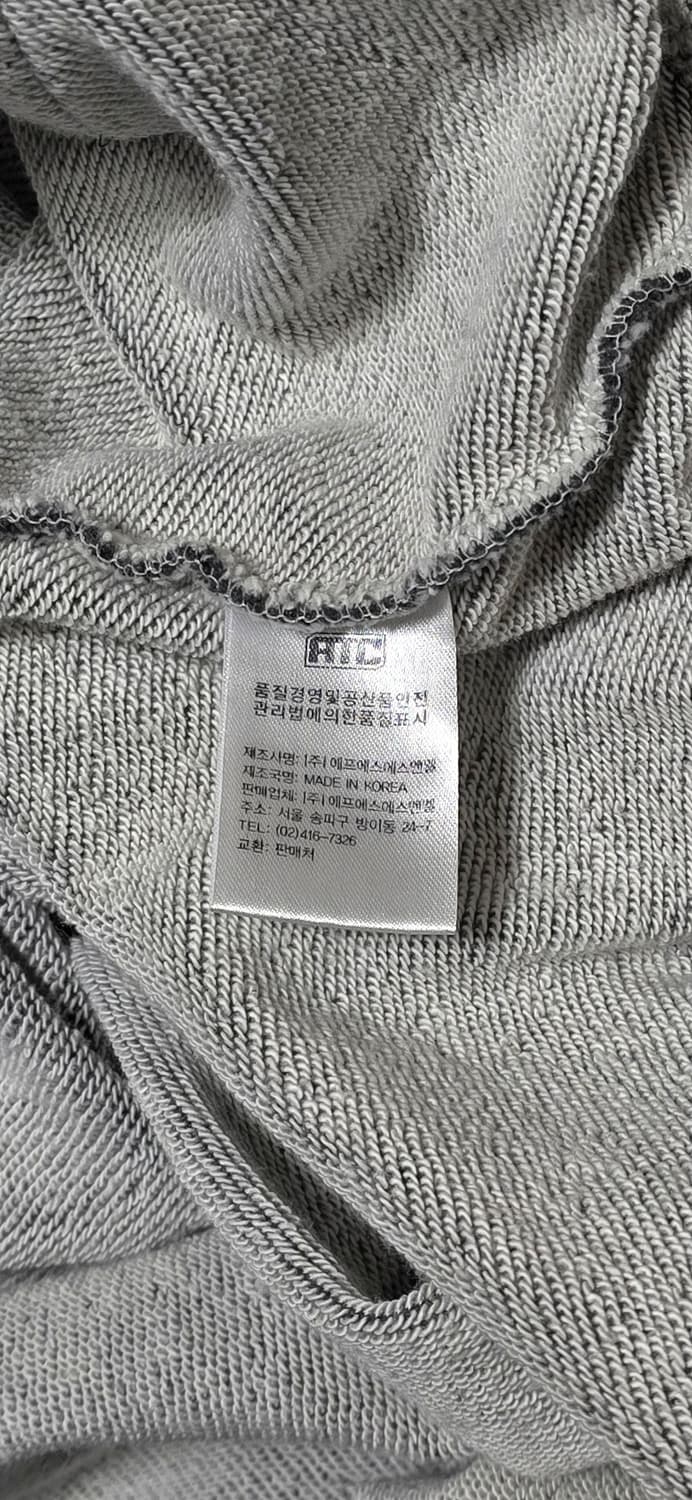 RTC
품질경영및공산품안전
관리법에의한품질표시
제조사명: (주)에프에스에스앤젤
제조국명: MADE IN KOREA
판매업체: (주)에프에스에스앤젤
주소: 서울 송파구 방이동 24-7
TEL: (02)416-7326
교환: 판매처